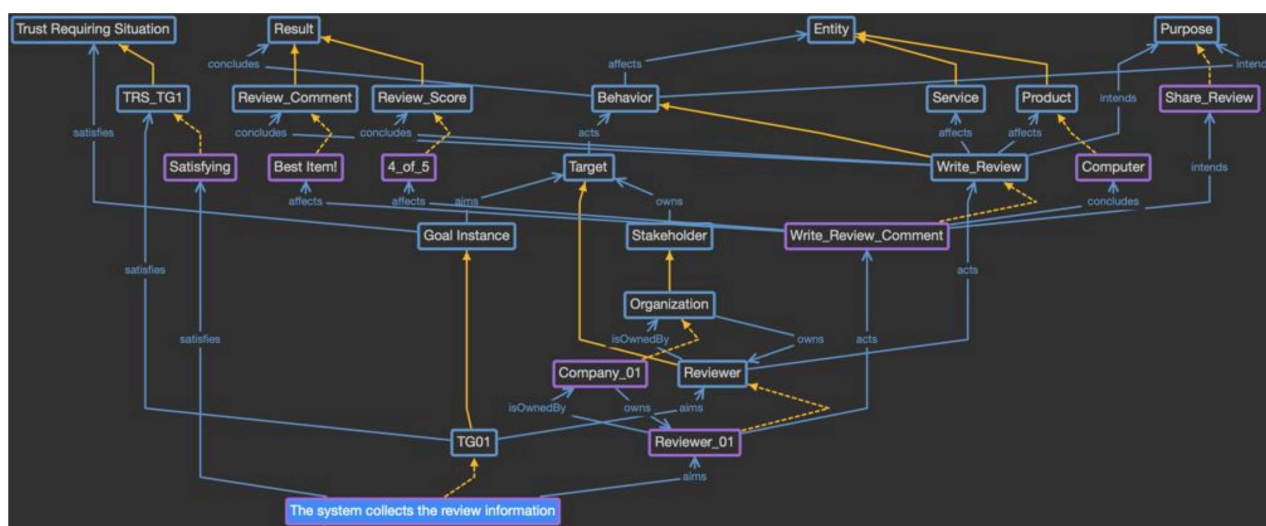 Trust Requiring Situation
Result
Entity
Purpose
concludes
affects
intend
TRS_TG1
Review_Comment
Review_Score
Behavior
Service
Product
Share_Review
satisfies
concludes
concludes
acts
affects
affects
intends
Satisfying
Best Item!
4_of_5
Target
Write_Review
Computer
intends
affects
affects
aims
owns
concludes
Goal Instance
Stakeholder
Write_Review_Comment
satisfies
acts
Organization
satisfies
isOwnedBy
owns
acts
Company_01
Reviewer
isOwnedBy
owns
aims
TG01
Reviewer_01
aims
The system collects the review information